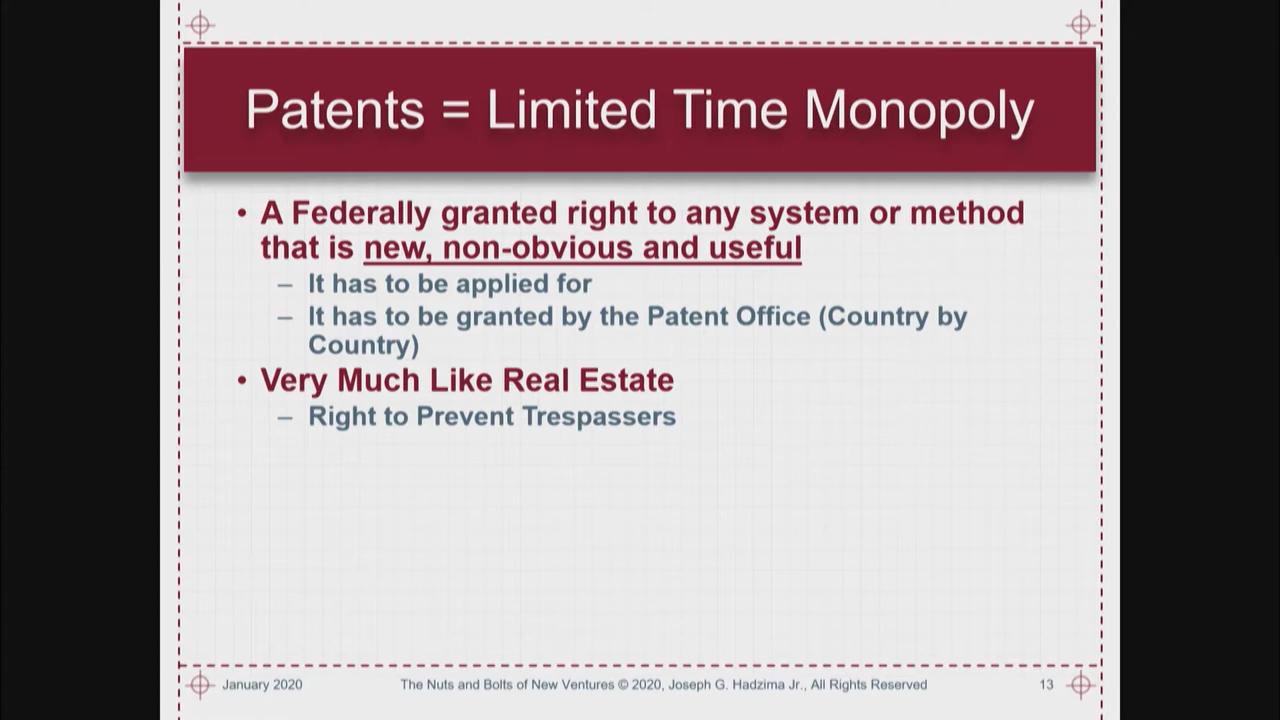 Patents = Limited Time Monopoly
• A Federally granted right to any system or method
that is new, non-obvious and useful
– It has to be applied for
– It has to be granted by the Patent Office (Country by
Country)
• Very Much Like Real Estate
– Right to Prevent Trespassers
January 2020 The Nuts and Bolts of New Ventures © 2020, Joseph G. Hadzima Jr., All Rights Reserved 13